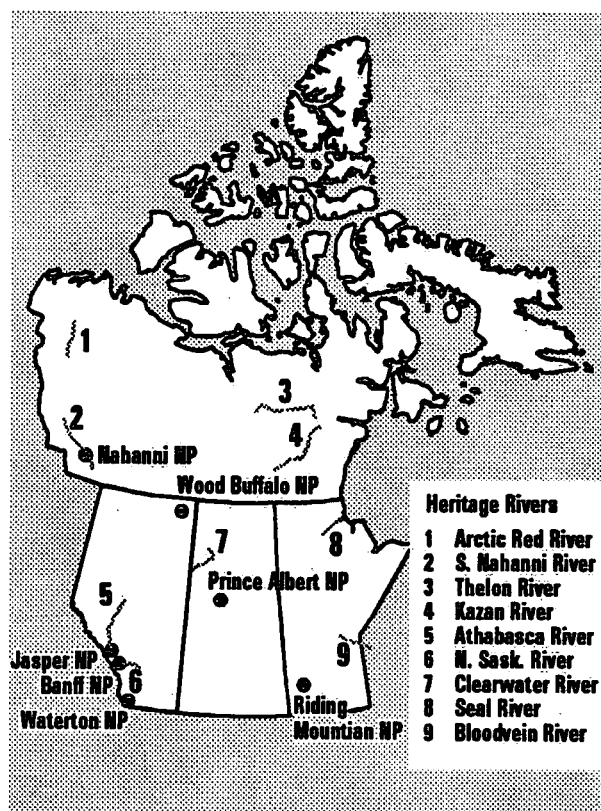 1
2
Nahanni NP
3
4
Wood Buffalo NP
7
8
Prince Albert NP
5
Jasper NP
Banff NP
6
Waterton NP
9
Riding
Mountian NP
Heritage Rivers
1 Arctic Red River
2 S. Nahanni River
3 Thelon River
4 Kazan River
5 Athabasca River
6 N. Sask. River
7 Clearwater River
8 Seal River
9 Bloodvein River